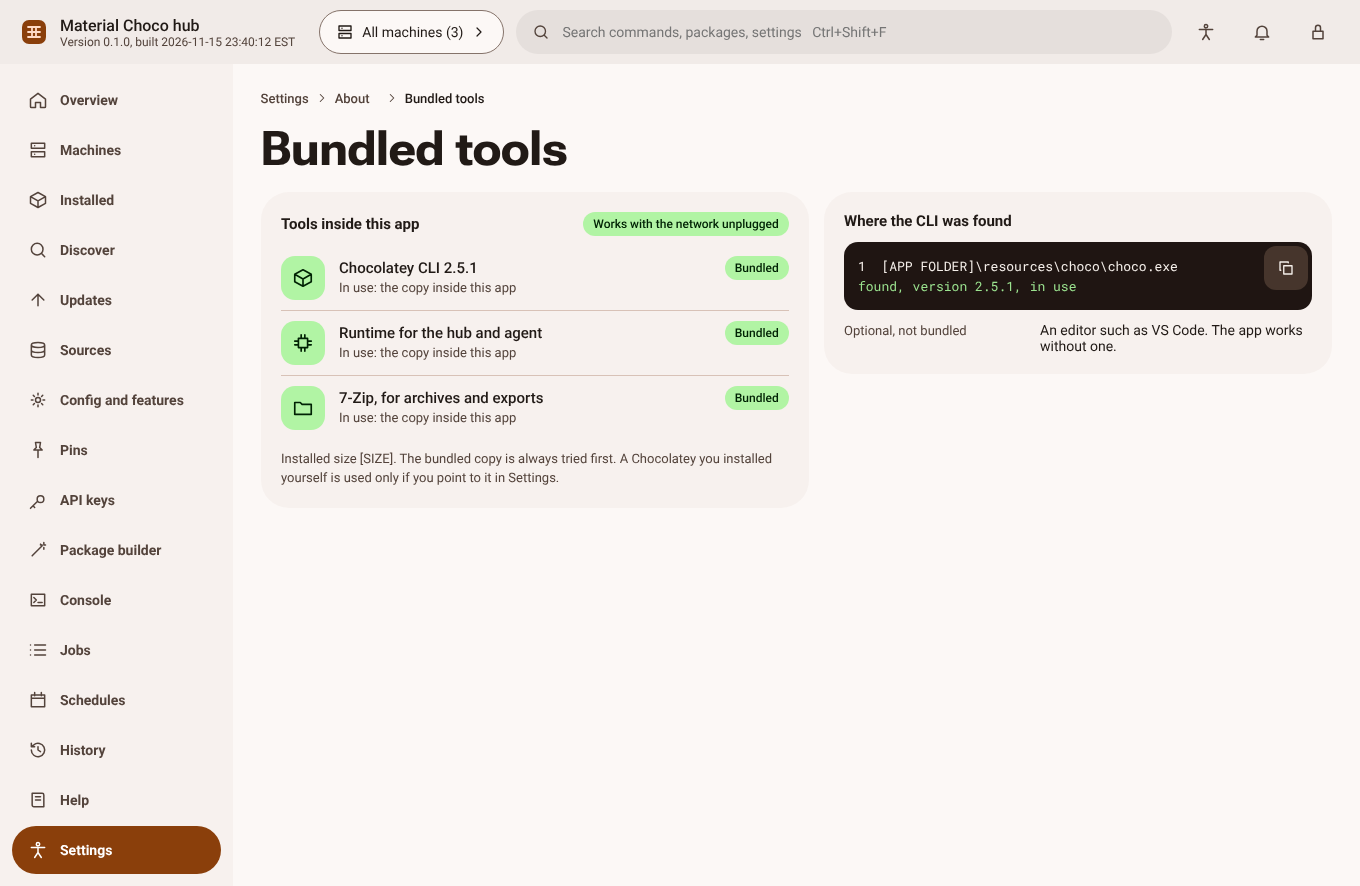 Material Choco hub
Version 0.1.0, built 2026-11-15 23:40:12 EST
All machines (3)
Search commands, packages, settings Ctrl+Shift+F
Overview
Machines
Installed
Discover
Updates
Sources
Config and features
Pins
API keys
Package builder
Console
Jobs
Schedules
History
Help
Settings
Settings > About > Bundled tools
Bundled tools
Tools inside this app
Works with the network unplugged
Chocolatey CLI 2.5.1
Bundled
In use: the copy inside this app
Runtime for the hub and agent
Bundled
In use: the copy inside this app
7-Zip, for archives and exports
Bundled
In use: the copy inside this app
Installed size [SIZE]. The bundled copy is always tried first. A Chocolatey you installed
yourself is used only if you point to it in Settings.
Where the CLI was found
1 [APP FOLDER]\resources\choco\choco.exe
found, version 2.5.1, in use
Optional, not bundled
An editor such as VS Code. The app works
without one.